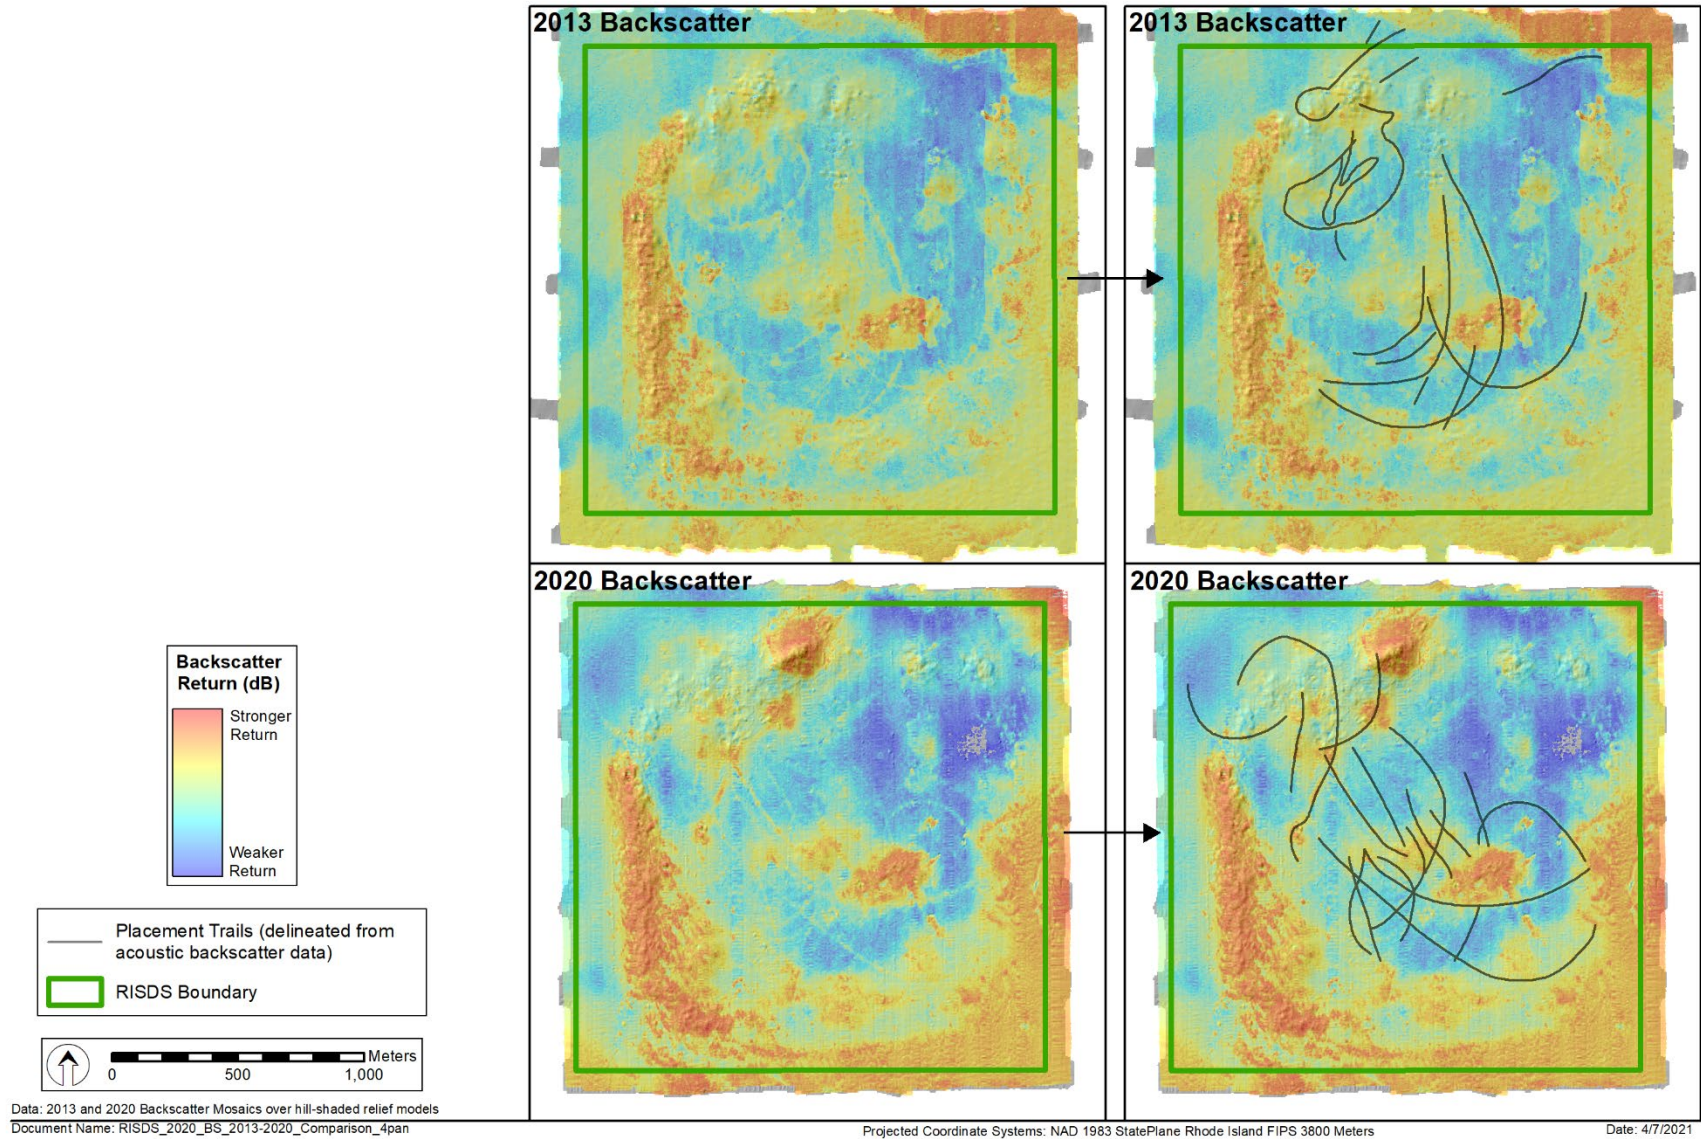 2013 Backscatter
2013 Backscatter
2020 Backscatter
2020 Backscatter
Backscatter
Return (dB)
Stronger
Return
Weaker
Return
Placement Trails (delineated from
acoustic backscatter data)
RISDS Boundary
Meters
0 500 1,000
Data: 2013 and 2020 Backscatter Mosaics over hill-shaded relief models
Document Name: RISDS_2020_BS_2013-2020_Comparison_4pan
Projected Coordinate Systems: NAD 1983 StatePlane Rhode Island FIPS 3800 Meters
Date: 4/7/2021